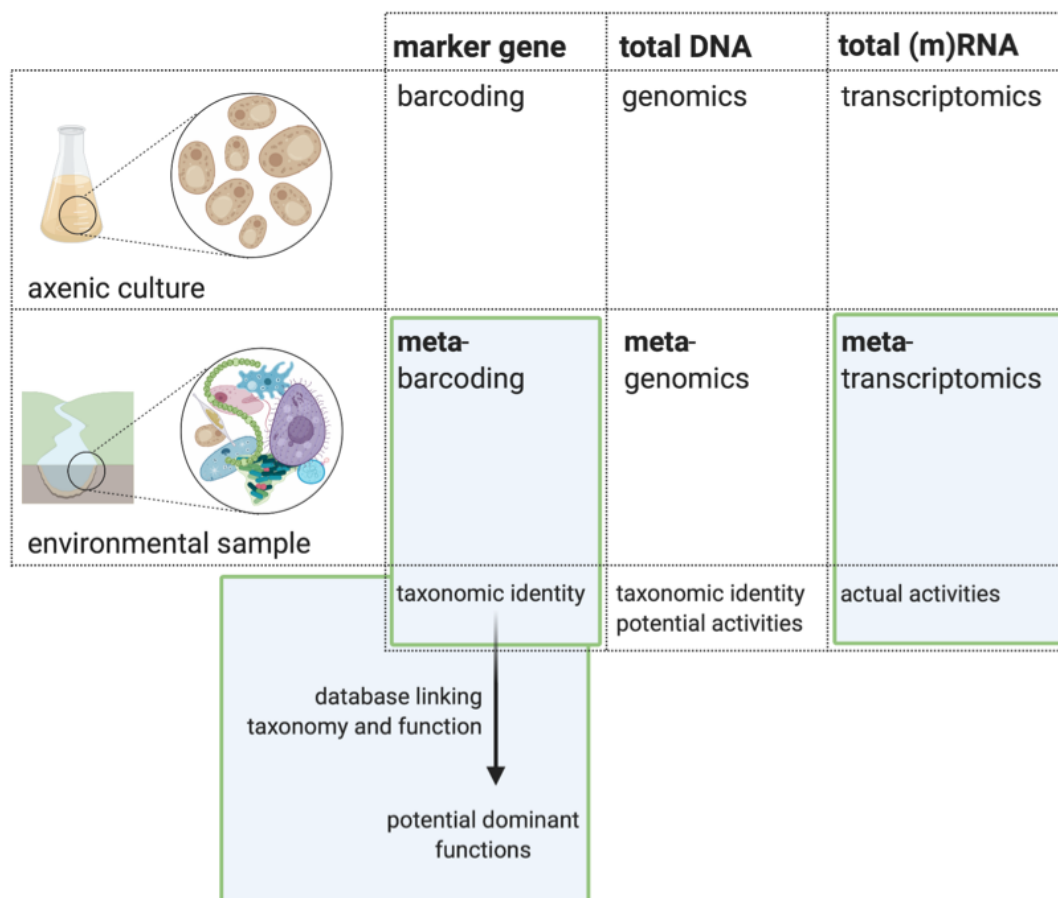 marker gene
total DNA
total (m)RNA
barcoding
genomics
transcriptomics
axenic culture
meta-
barcoding
meta-
genomics
meta-
transcriptomics
environmental sample
taxonomic identity
taxonomic identity
potential activities
actual activities
database linking
taxonomy and function
potential dominant
functions